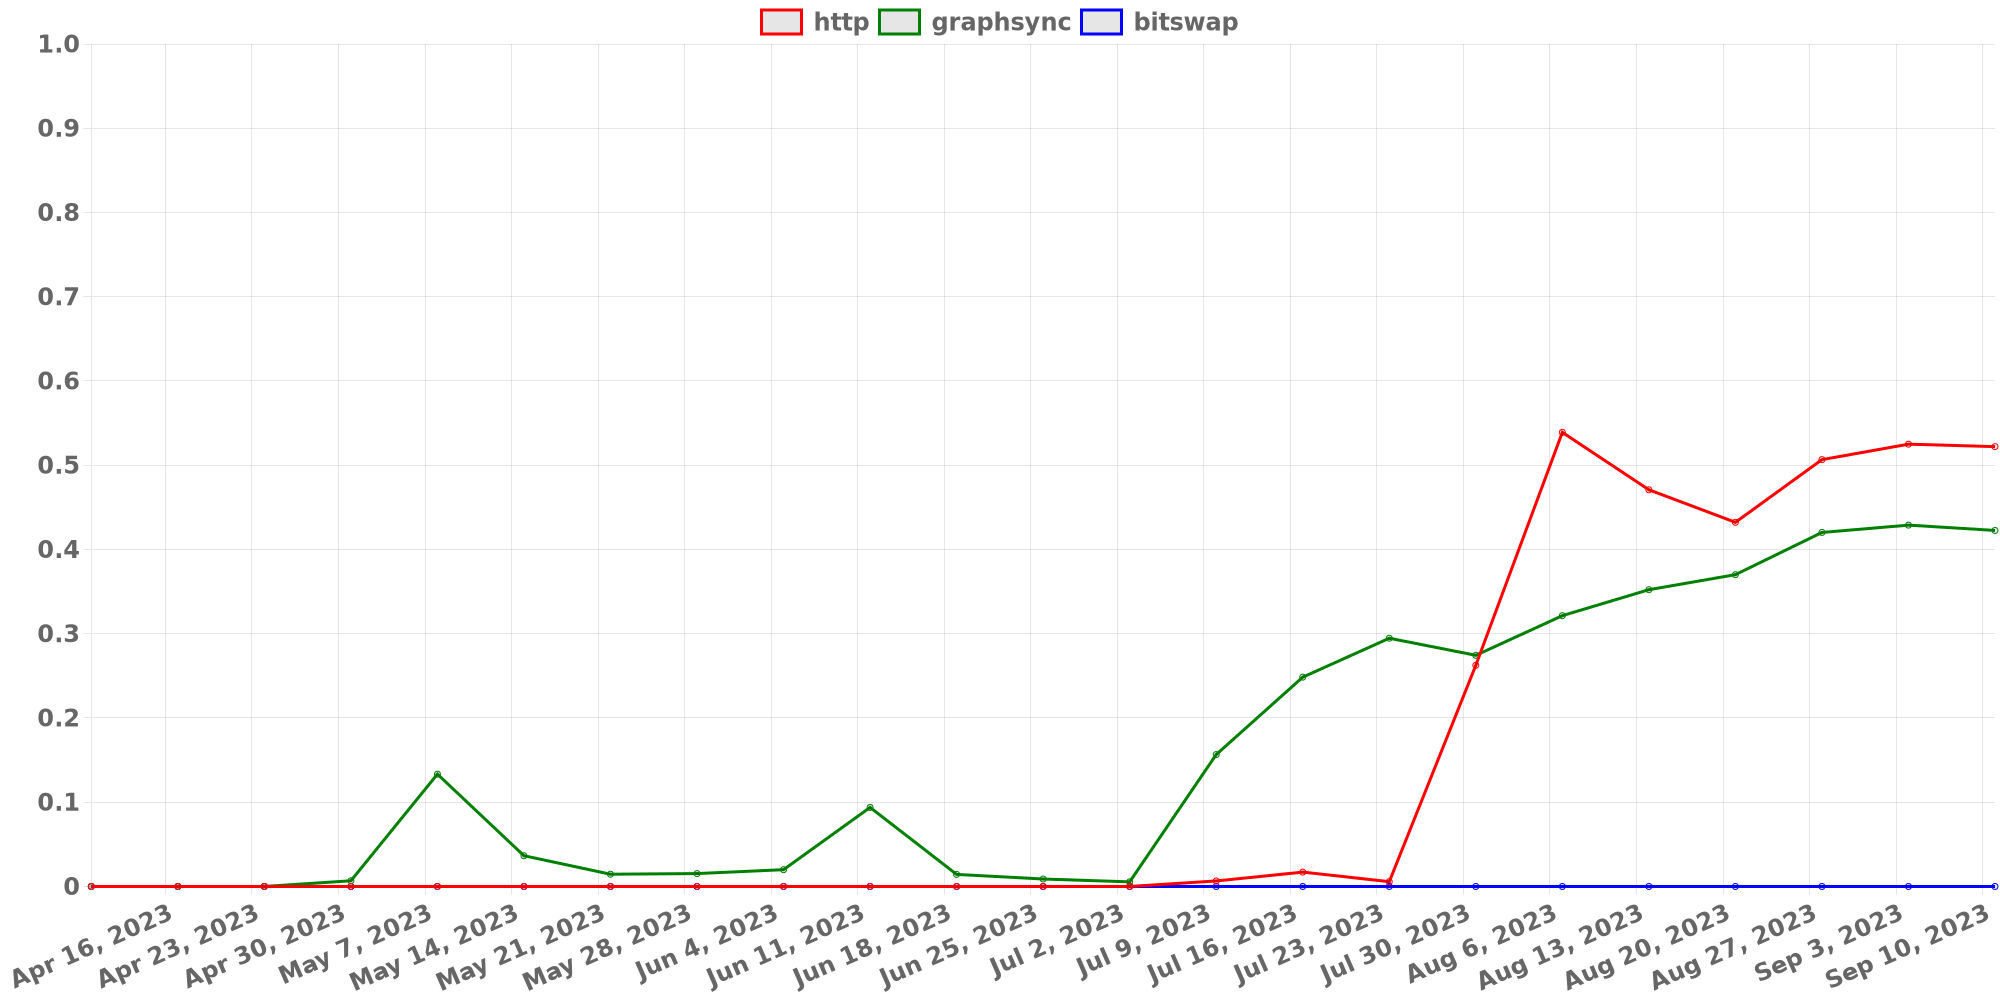 http graphsync bitswap
1.0
0.9
0.8
0.7
0.6
0.5
0.4
0.3
0.2
0.1
0
Apr 16, 2023
Apr 23, 2023
Apr 30, 2023
May 7, 2023
May 14, 2023
May 21, 2023
May 28, 2023
Jun 4, 2023
Jun 11, 2023
Jun 18, 2023
Jun 25, 2023
Jul 2, 2023
Jul 9, 2023
Jul 16, 2023
Jul 23, 2023
Jul 30, 2023
Aug 6, 2023
Aug 13, 2023
Aug 20, 2023
Aug 27, 2023
Sep 3, 2023
Sep 10, 2023